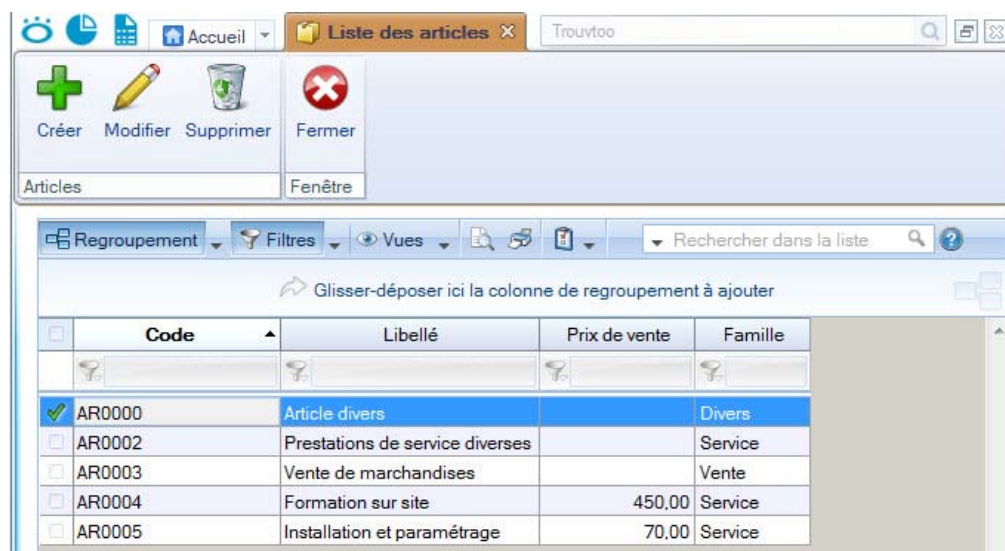 Accueil
Liste des articles
Trouvtoo
Créer
Modifier
Supprimer
Fermer
Articles
Fenêtre
Regroupement
Filtres
Vues
Rechercher dans la liste
Glisser-déposer ici la colonne de regroupement à ajouter
Code Libellé Prix de vente Famille
AR0000 Article divers Divers
AR0002 Prestations de service diverses Service
AR0003 Vente de marchandises Vente
AR0004 Formation sur site 450,00 Service
AR0005 Installation et paramétrage 70,00 Service